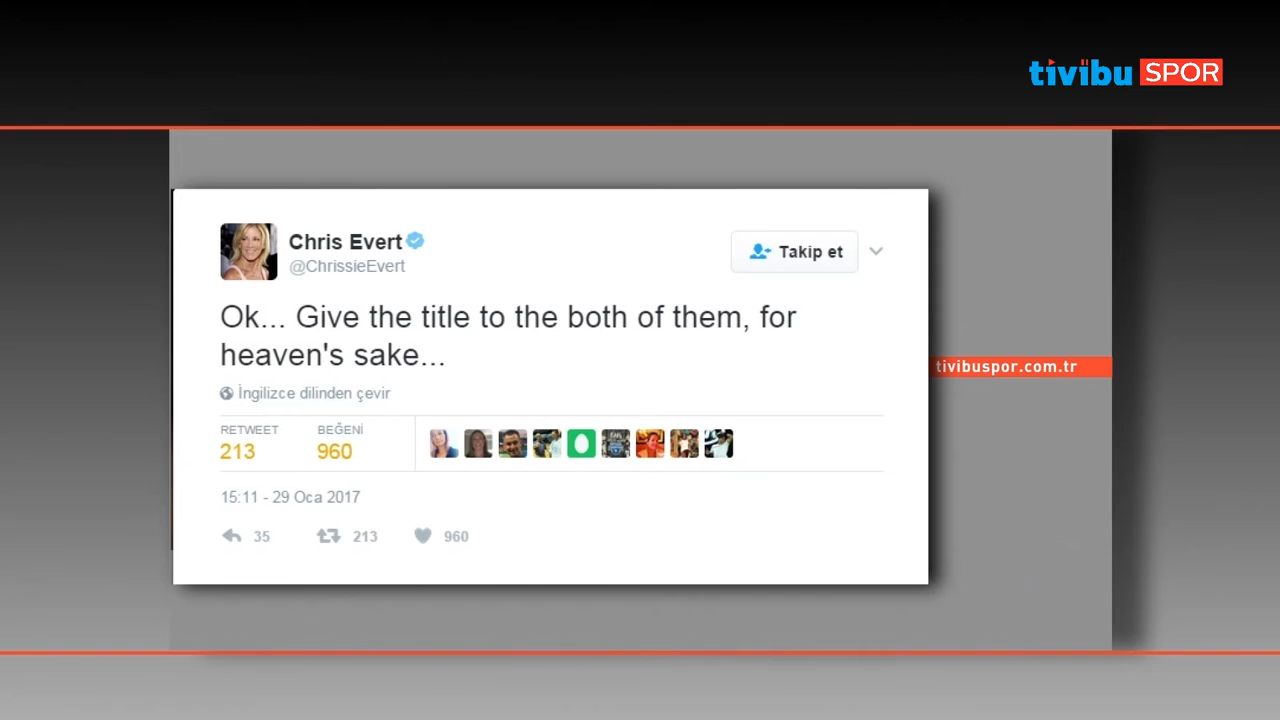 tivibu SPOR
Chris Evert
@ChrissieEvert
Takip et
Ok... Give the title to the both of them, for
heaven's sake...
İngilizce dilinden çevir
tivibuspor.com.tr
RETWEET BEĞENİ
213 960
15:11 - 29 Oca 2017
35 213 960